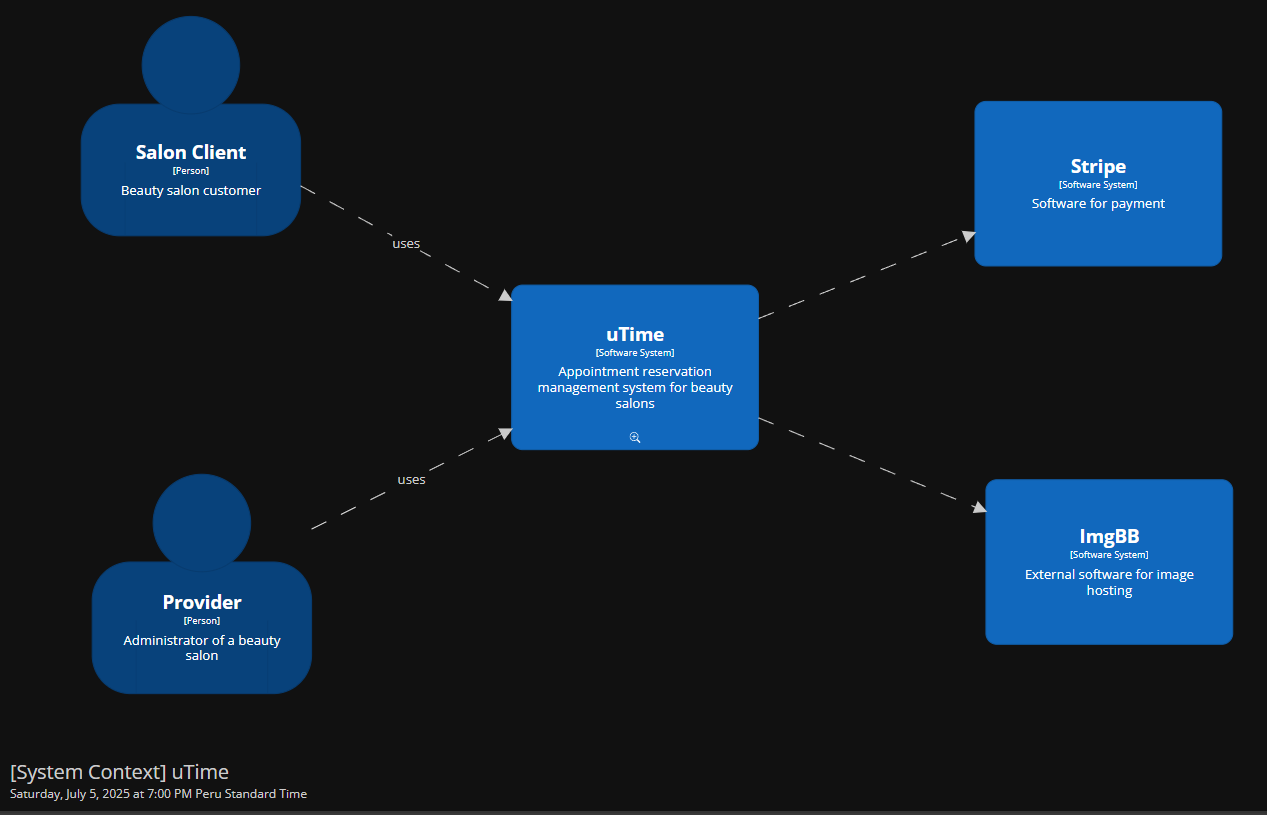 Salon Client
[Person]
Beauty salon customer
uses
Stripe
[Software System]
Software for payment
uTime
[Software System]
Appointment reservation
management system for beauty
salons
uses
Provider
[Person]
Administrator of a beauty
salon
ImgBB
[Software System]
External software for image
hosting
[System Context] uTime
Saturday, July 5, 2025 at 7:00 PM Peru Standard Time